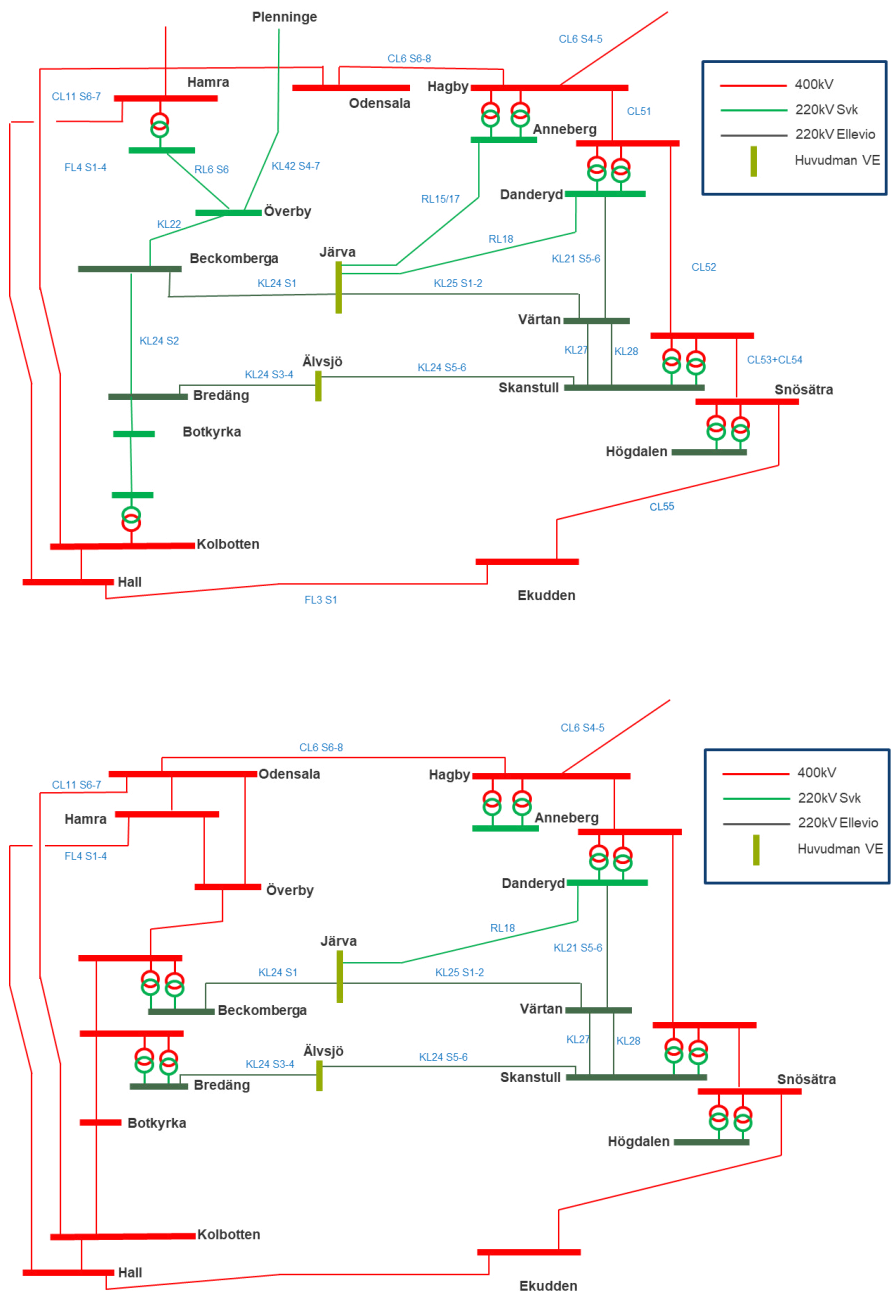 Plenninge
CL6 S4-5
CL6 S6-8
Hamra
Hagby
400kV
CL11 S6-7
Odensala
CL51
220kV Svk
Anneberg
220kV Ellevio
FL4 S1-4
RL6 S6
KL42 S4-7
Huvudman VE
RL15/17
Danderyd
Överby
KL22
RL18
Järva
KL21 S5-6
Beckomberga
CL52
KL24 S1
KL25 S1-2
Värtan
KL24 S2
KL27
KL28
Älvsjö
CL53+CL54
KL24 S3-4
KL24 S5-6
Bredäng
Skanstull
Snösätra
Botkyrka
Högdalen
CL55
Kolbotten
Hall
Ekudden
FL3 S1
CL6 S4-5
CL6 S6-8
Odensala
Hagby
400kV
CL11 S6-7
220kV Svk
Hamra
Anneberg
220kV Ellevio
Huvudman VE
FL4 S1-4
Överby
Danderyd
RL18
Järva
KL21 S5-6
KL24 S1
KL25 S1-2
Beckomberga
Värtan
KL27
KL28
Älvsjö
KL24 S3-4
KL24 S5-6
Bredäng
Skanstull
Snösätra
Botkyrka
Högdalen
Kolbotten
Hall
Ekudden